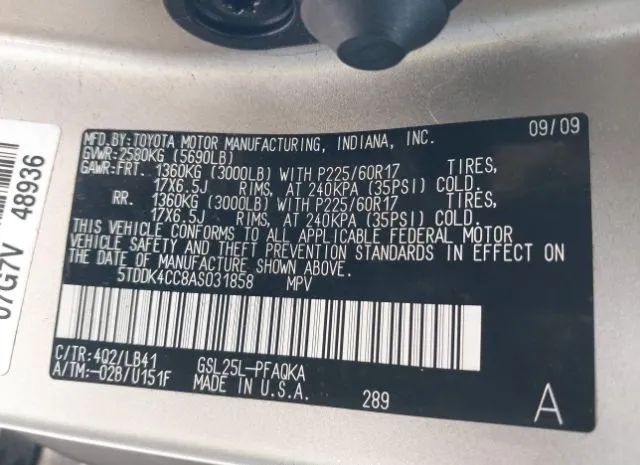 MFD.BY:TOYOTA MOTOR MANUFACTURING, INDIANA, INC. 09/09
GVWR:2580KG (5690LB)
GAWR:FRT. 1360KG (3000LB) WITH P225/60R17 TIRES,
17X6.5J RIMS, AT 240KPA (35PSI) COLD.
RR. 1360KG (3000LB) WITH P225/60R17 TIRES,
17X6.5J RIMS, AT 240KPA (35PSI) COLD.
THIS VEHICLE CONFORMS TO ALL APPLICABLE FEDERAL MOTOR
VEHICLE SAFETY AND THEFT PREVENTION STANDARDS IN EFFECT ON
THE DATE OF MANUFACTURE SHOWN ABOVE.
5TDDK4CC8AS031858 MPV
C/TR:4Q2/LB41 GSL25L-PFAQKA
A/TM:-02B/U151F MADE IN U.S.A. 289 A
07G7V 48936